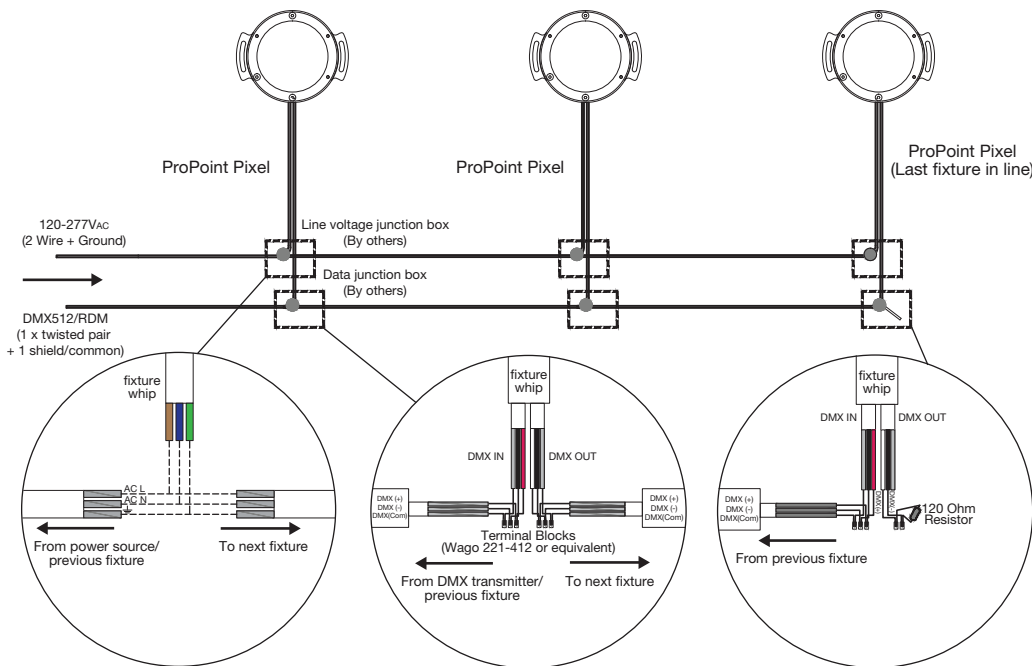 ProPoint Pixel
ProPoint Pixel
ProPoint Pixel
(Last fixture in line)
120-277VAC
(2 Wire + Ground)
Line voltage junction box
(By others)
Data junction box
(By others)
DMX512/RDM
(1 x twisted pair
+ 1 shield/common)
fixture
whip
AC L
AC N
From power source/
previous fixture
To next fixture
fixture
whip
DMX IN
DMX OUT
DMX (+)
DMX (-)
DMX(Com)
DMX (+)
DMX (-)
DMX(Com)
Terminal Blocks
(Wago 221-412 or equivalent)
From DMX transmitter/
previous fixture
To next fixture
fixture
whip
DMX IN
DMX OUT
DMX (+)
DMX (-)
DMX(Com)
120 Ohm
Resistor
From previous fixture